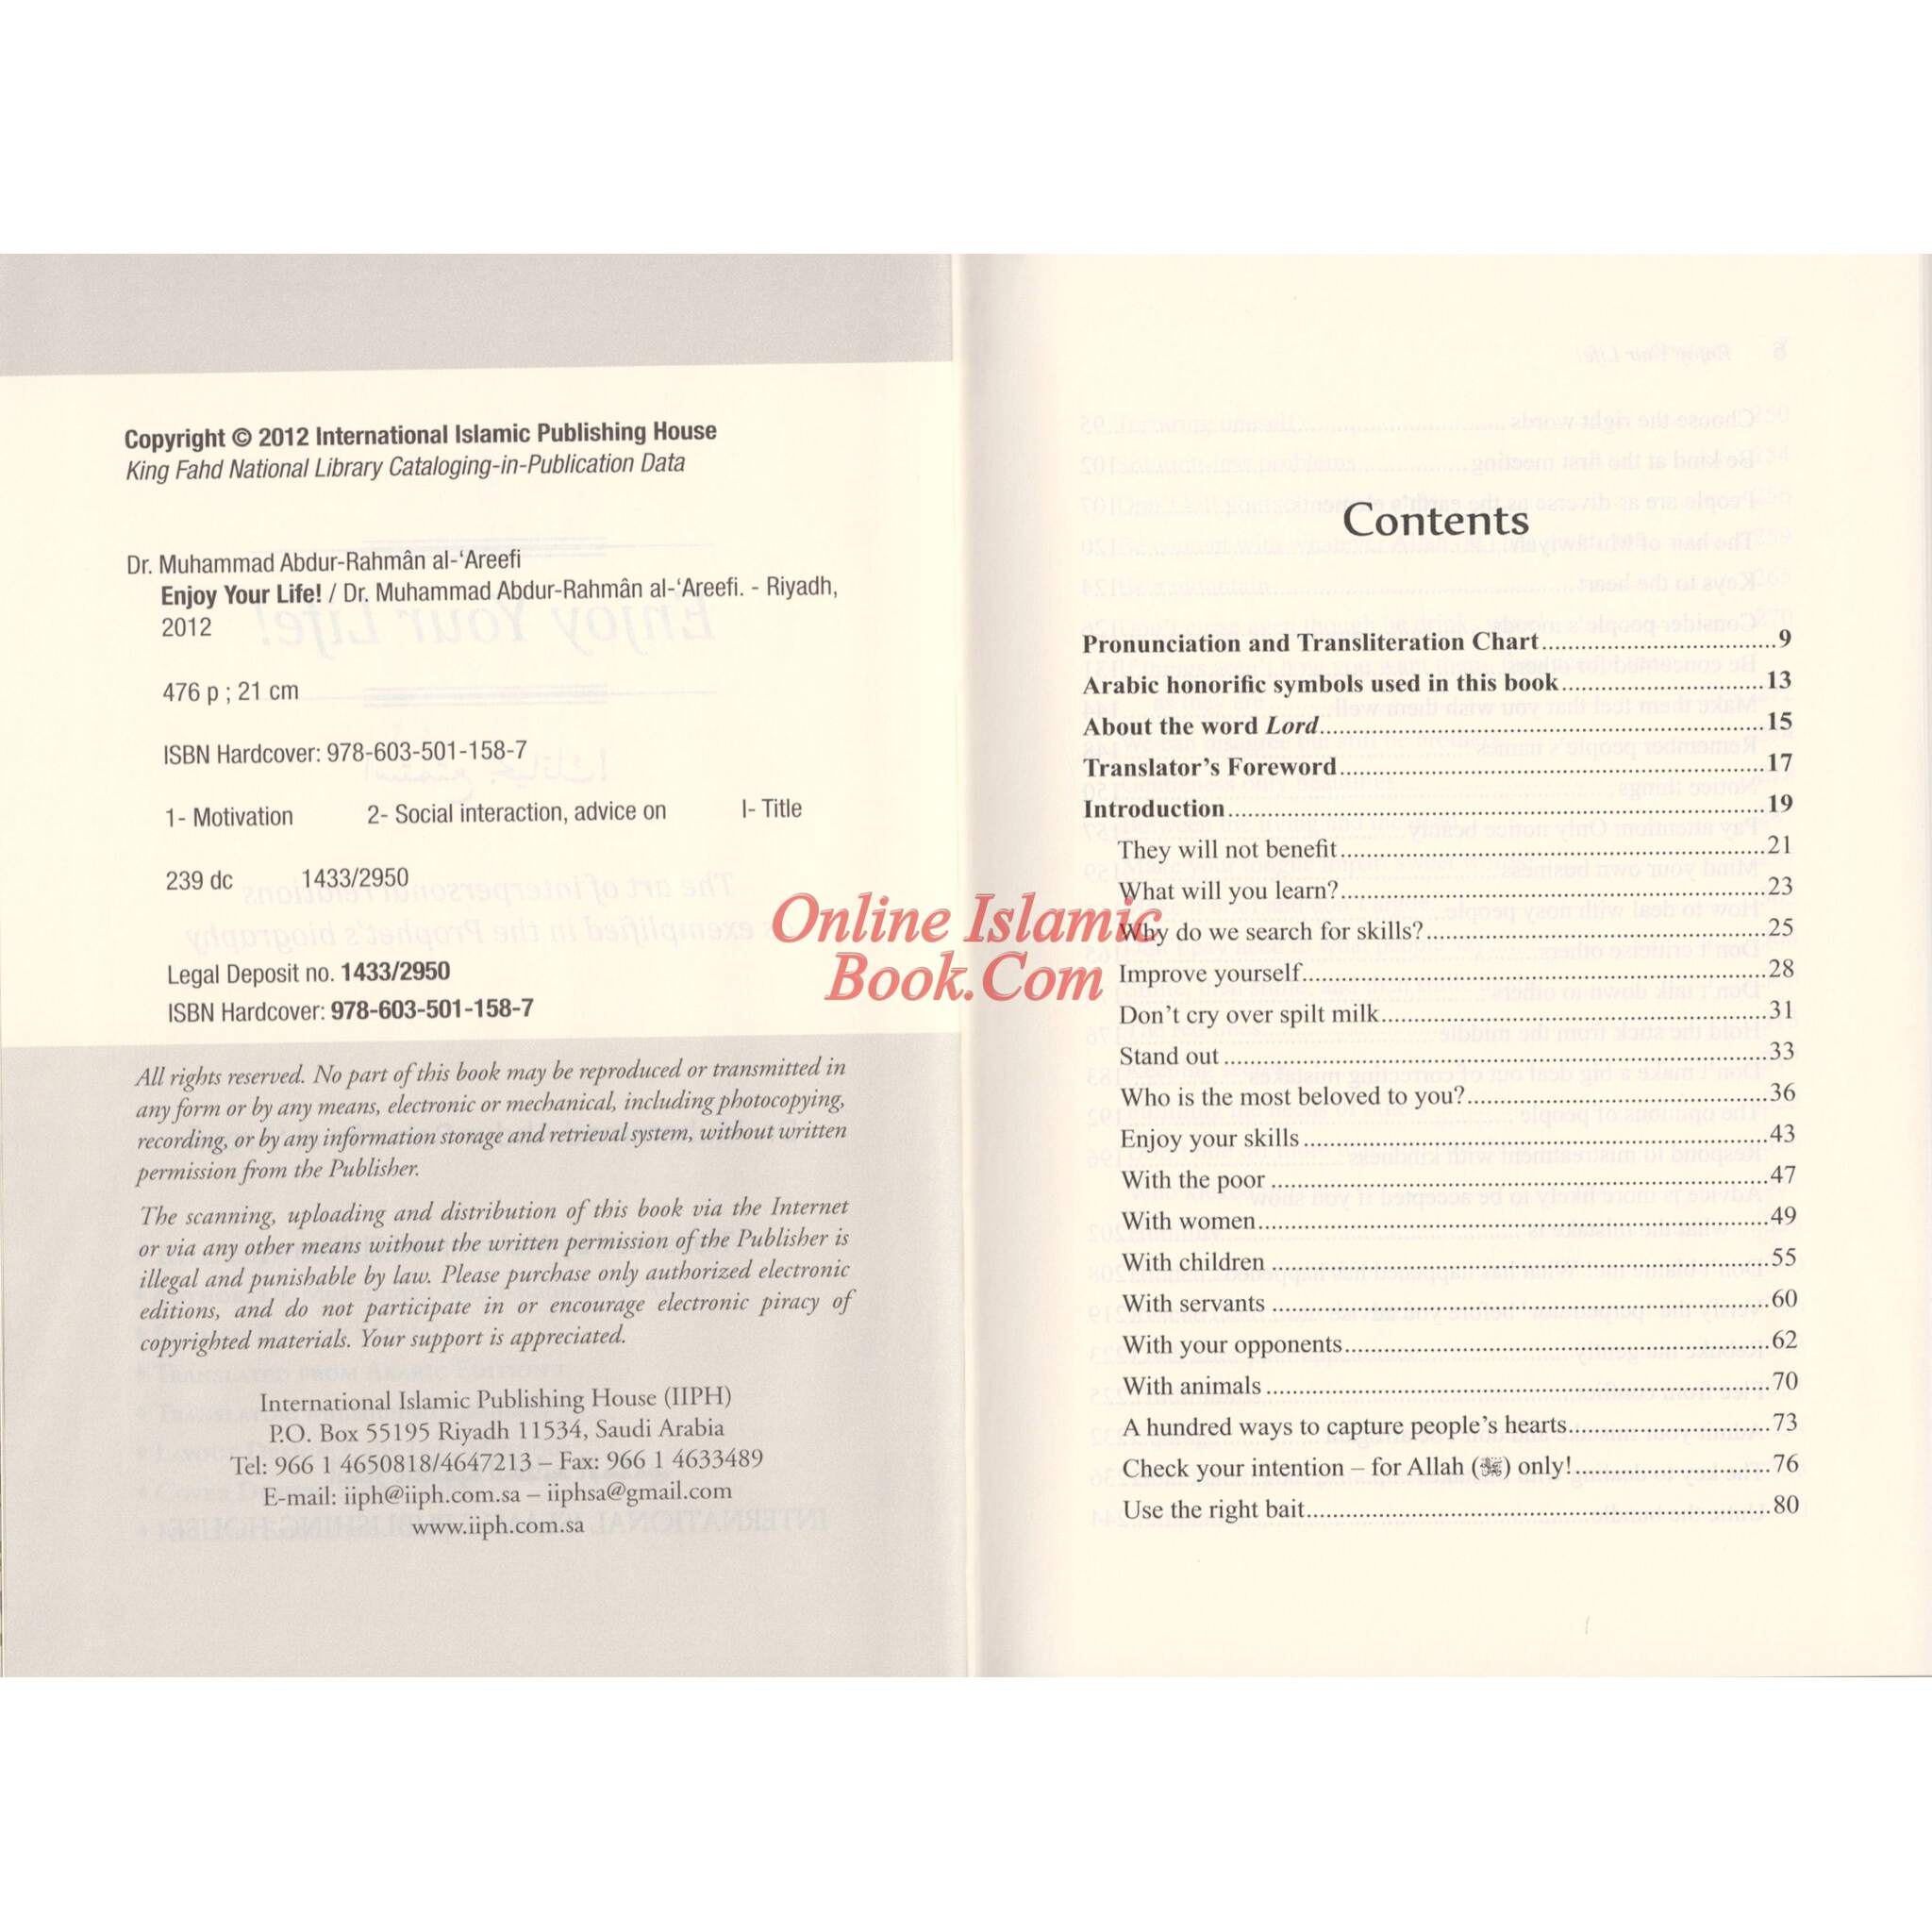 Copyright © 2012 International Islamic Publishing House
King Fahd National Library Cataloging-in-Publication Data
Dr. Muhammad Abdur-Rahmân al-‘Areefi
Enjoy Your Life! / Dr. Muhammad Abdur-Rahmân al-‘Areefi. - Riyadh,
2012
476 p ; 21 cm
ISBN Hardcover: 978-603-501-158-7
1- Motivation 2- Social interaction, advice on I- Title
239 dc 1433/2950
Legal Deposit no. 1433/2950
ISBN Hardcover: 978-603-501-158-7
All rights reserved. No part of this book may be reproduced or transmitted in
any form or by any means, electronic or mechanical, including photocopying,
recording, or by any information storage and retrieval system, without written
permission from the Publisher.
The scanning, uploading and distribution of this book via the Internet
or via any other means without the written permission of the Publisher is
illegal and punishable by law. Please purchase only authorized electronic
editions, and do not participate in or encourage electronic piracy of
copyrighted materials. Your support is appreciated.
International Islamic Publishing House (IIPH)
P.O. Box 55195 Riyadh 11534, Saudi Arabia
Tel: 966 1 4650818/4647213 – Fax: 966 1 4633489
E-mail: iiph@iiph.com.sa – iiphsa@gmail.com
www.iiph.com.sa
Online Islamic
Book.Com
Contents
Pronunciation and Transliteration Chart....................................9
Arabic honorific symbols used in this book..............................13
About the word Lord....................................................................15
Translator’s Foreword.................................................................17
Introduction..................................................................................19
They will not benefit................................................................21
What will you learn?................................................................23
Why do we search for skills?....................................................25
Improve yourself......................................................................28
Don’t cry over spilt milk..........................................................31
Stand out..................................................................................33
Who is the most beloved to you?..............................................36
Enjoy your skills......................................................................43
With the poor...........................................................................47
With women.............................................................................49
With children...........................................................................55
With servants...........................................................................60
With your opponents................................................................62
With animals............................................................................70
A hundred ways to capture people’s hearts..............................73
Check your intention – for Allah (ﷻ) only!.............................76
Use the right bait......................................................................80